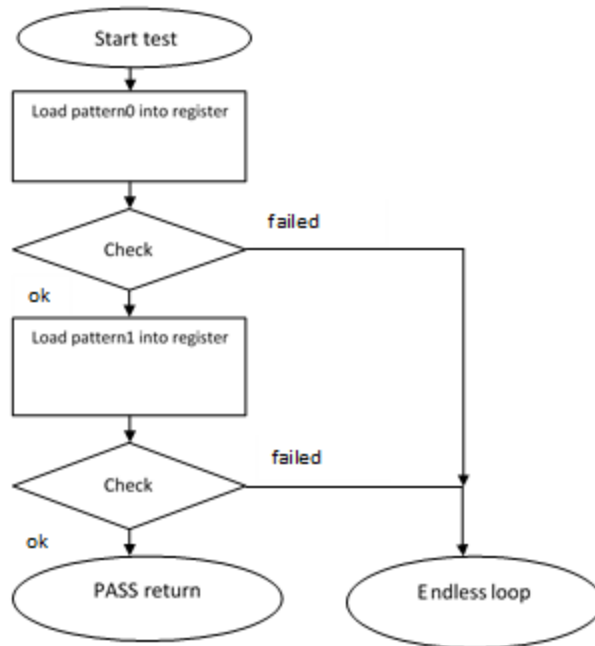 Start test
Load pattern0 into register
Check
failed
ok
Load pattern1 into register
Check
failed
ok
PASS return
Endless loop